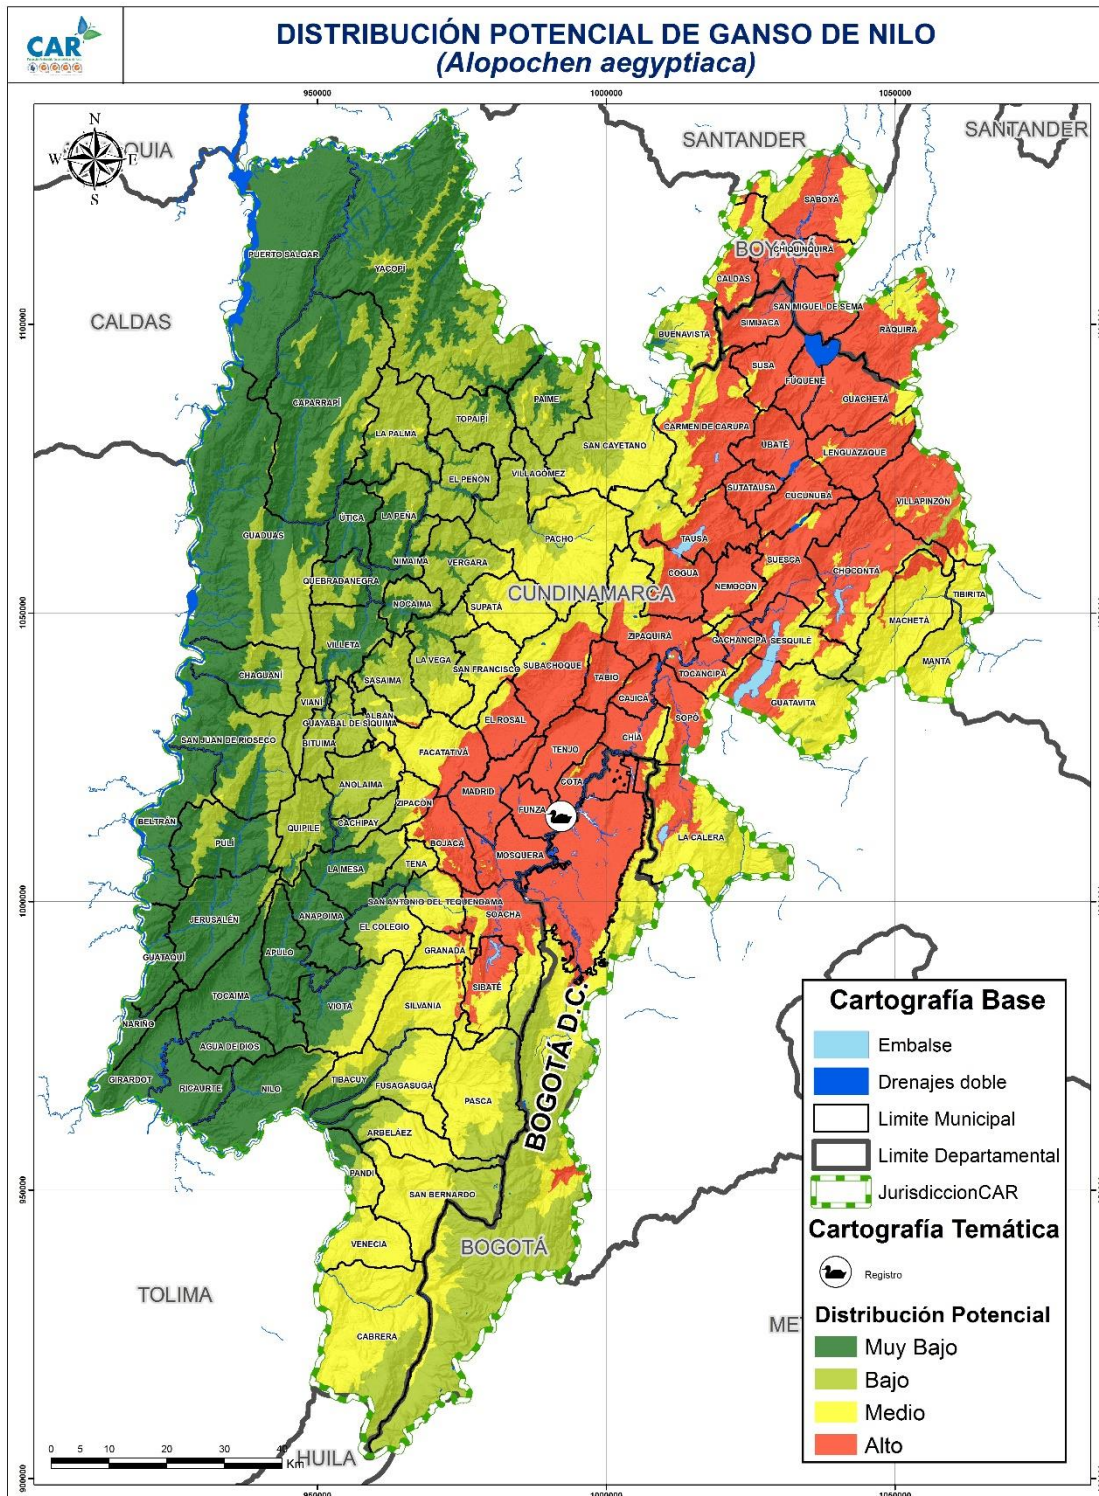 CAR
DISTRIBUCIÓN POTENCIAL DE GANSO DE NILO
(Alopochen aegyptiaca)
950000
1000000
1050000
N
W
E
S
SANTANDER
SANTANDER
SABOYÁ
BOYACÁ
CHIQUINQUIRÁ
PUERTO SALGAR
YACOPÍ
CALDAS
SAN MIGUEL DE SEMA
CALDAS
SIMIJACA
BUENAVISTA
RÁQUIRA
1100000
SUSA
FÚQUENE
CAPARRAPÍ
PAIME
GUACHETÁ
TOPAIPÍ
CARMEN DE CARUPA
LA PALMA
SAN CAYETANO
UBATÉ
LENGUAZAQUE
VILLAGÓMEZ
EL PEÑÓN
SUTATAUSA
CUCUNUBÁ
VILLAPINZÓN
ÚTICA
LA PEÑA
GUADUAS
PACHO
TAUSA
SUESCA
NIMAIMA
VERGARA
COGUA
CHOCONTÁ
QUEBRADANEGRA
NEMOCÓN
CUNDINAMARCA
TIBIRITA
NOCAIMA
SUPATÁ
1050000
MACHETÁ
ZIPAQUIRÁ
GACHANCIPÁ
SESQUILÉ
VILLETA
LA VEGA
MANTA
SAN FRANCISCO
SUBACHOQUE
CHAGUANÍ
SASAIMA
TABIO
TOCANCIPÁ
VIANÍ
CAJICÁ
GUATAVITA
ALBÁN
GUAYABAL DE SIQUIMA
EL ROSAL
SOPÓ
SAN JUAN DE RIOSECO
BITUIMA
CHÍA
FACATATIVÁ
TENJO
ANOLAIMA
COTA
MADRID
ZIPACÓN
FUNZA
BELTRÁN
CACHIPAY
QUIPILE
LA CALERA
PULÍ
BOJACÁ
MOSQUERA
TENA
LA MESA
SAN ANTONIO DEL TEQUENDAMA
1000000
JERUSALÉN
ANAPOIMA
SOACHA
EL COLEGIO
GUATAQUÍ
APULO
GRANADA
SIBATÉ
TOCAIMA
VIOTÁ
SILVANIA
NARIÑO
AGUA DE DIOS
GIRARDOT
RICAURTE
NILO
TIBACUY
FUSAGASUGÁ
PASCA
BOGOTÁ D.C.
ARBELÁEZ
PANDI
SAN BERNARDO
950000
VENECIA
BOGOTÁ
TOLIMA
CABRERA
HUILA
0 5 10 20 30 40
Km
900000
950000
1000000
1050000
Cartografía Base
Embalse
Drenajes doble
Limite Municipal
Limite Departamental
JurisdiccionCAR
Cartografía Temática
Registro
Distribución Potencial
Muy Bajo
Bajo
Medio
Alto